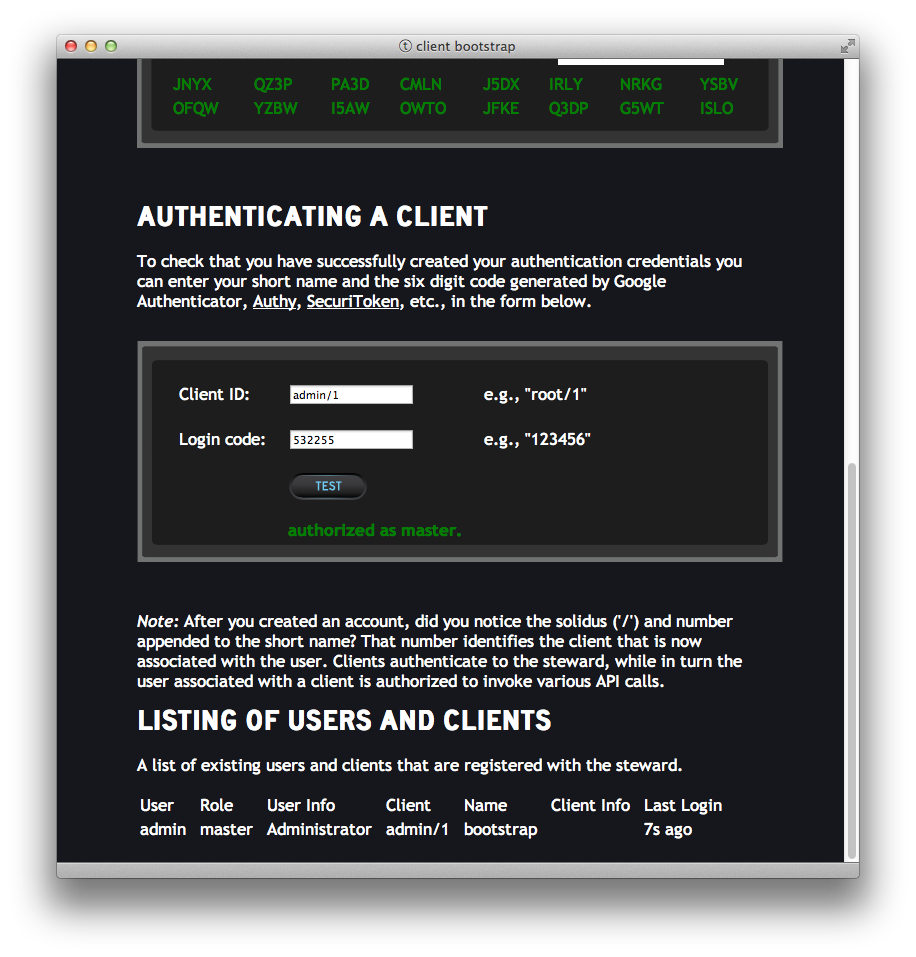 client bootstrap
JNYX QZ3P PA3D CMLN J5DX IRLY NRKG YSBV
OFQW YZBW I5AW OWTO JFKE Q3DP G5WT ISLO
AUTHENTICATING A CLIENT
To check that you have successfully created your authentication credentials you
can enter your short name and the six digit code generated by Google
Authenticator, Authy, SecuriToken, etc., in the form below.
Client ID: admin/1 e.g., "root/1"
Login code: 532255 e.g., "123456"
TEST
authorized as master.
Note: After you created an account, did you notice the solidus ('/') and number
appended to the short name? That number identifies the client that is now
associated with the user. Clients authenticate to the steward, while in turn the
user associated with a client is authorized to invoke various API calls.
LISTING OF USERS AND CLIENTS
A list of existing users and clients that are registered with the steward.
User Role User Info Client Name Client Info Last Login
admin master Administrator admin/1 bootstrap 7s ago